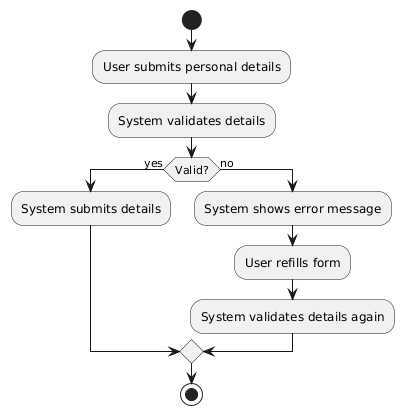 User submits personal details
System validates details
Valid?
yes
no
System submits details
System shows error message
User refills form
System validates details again